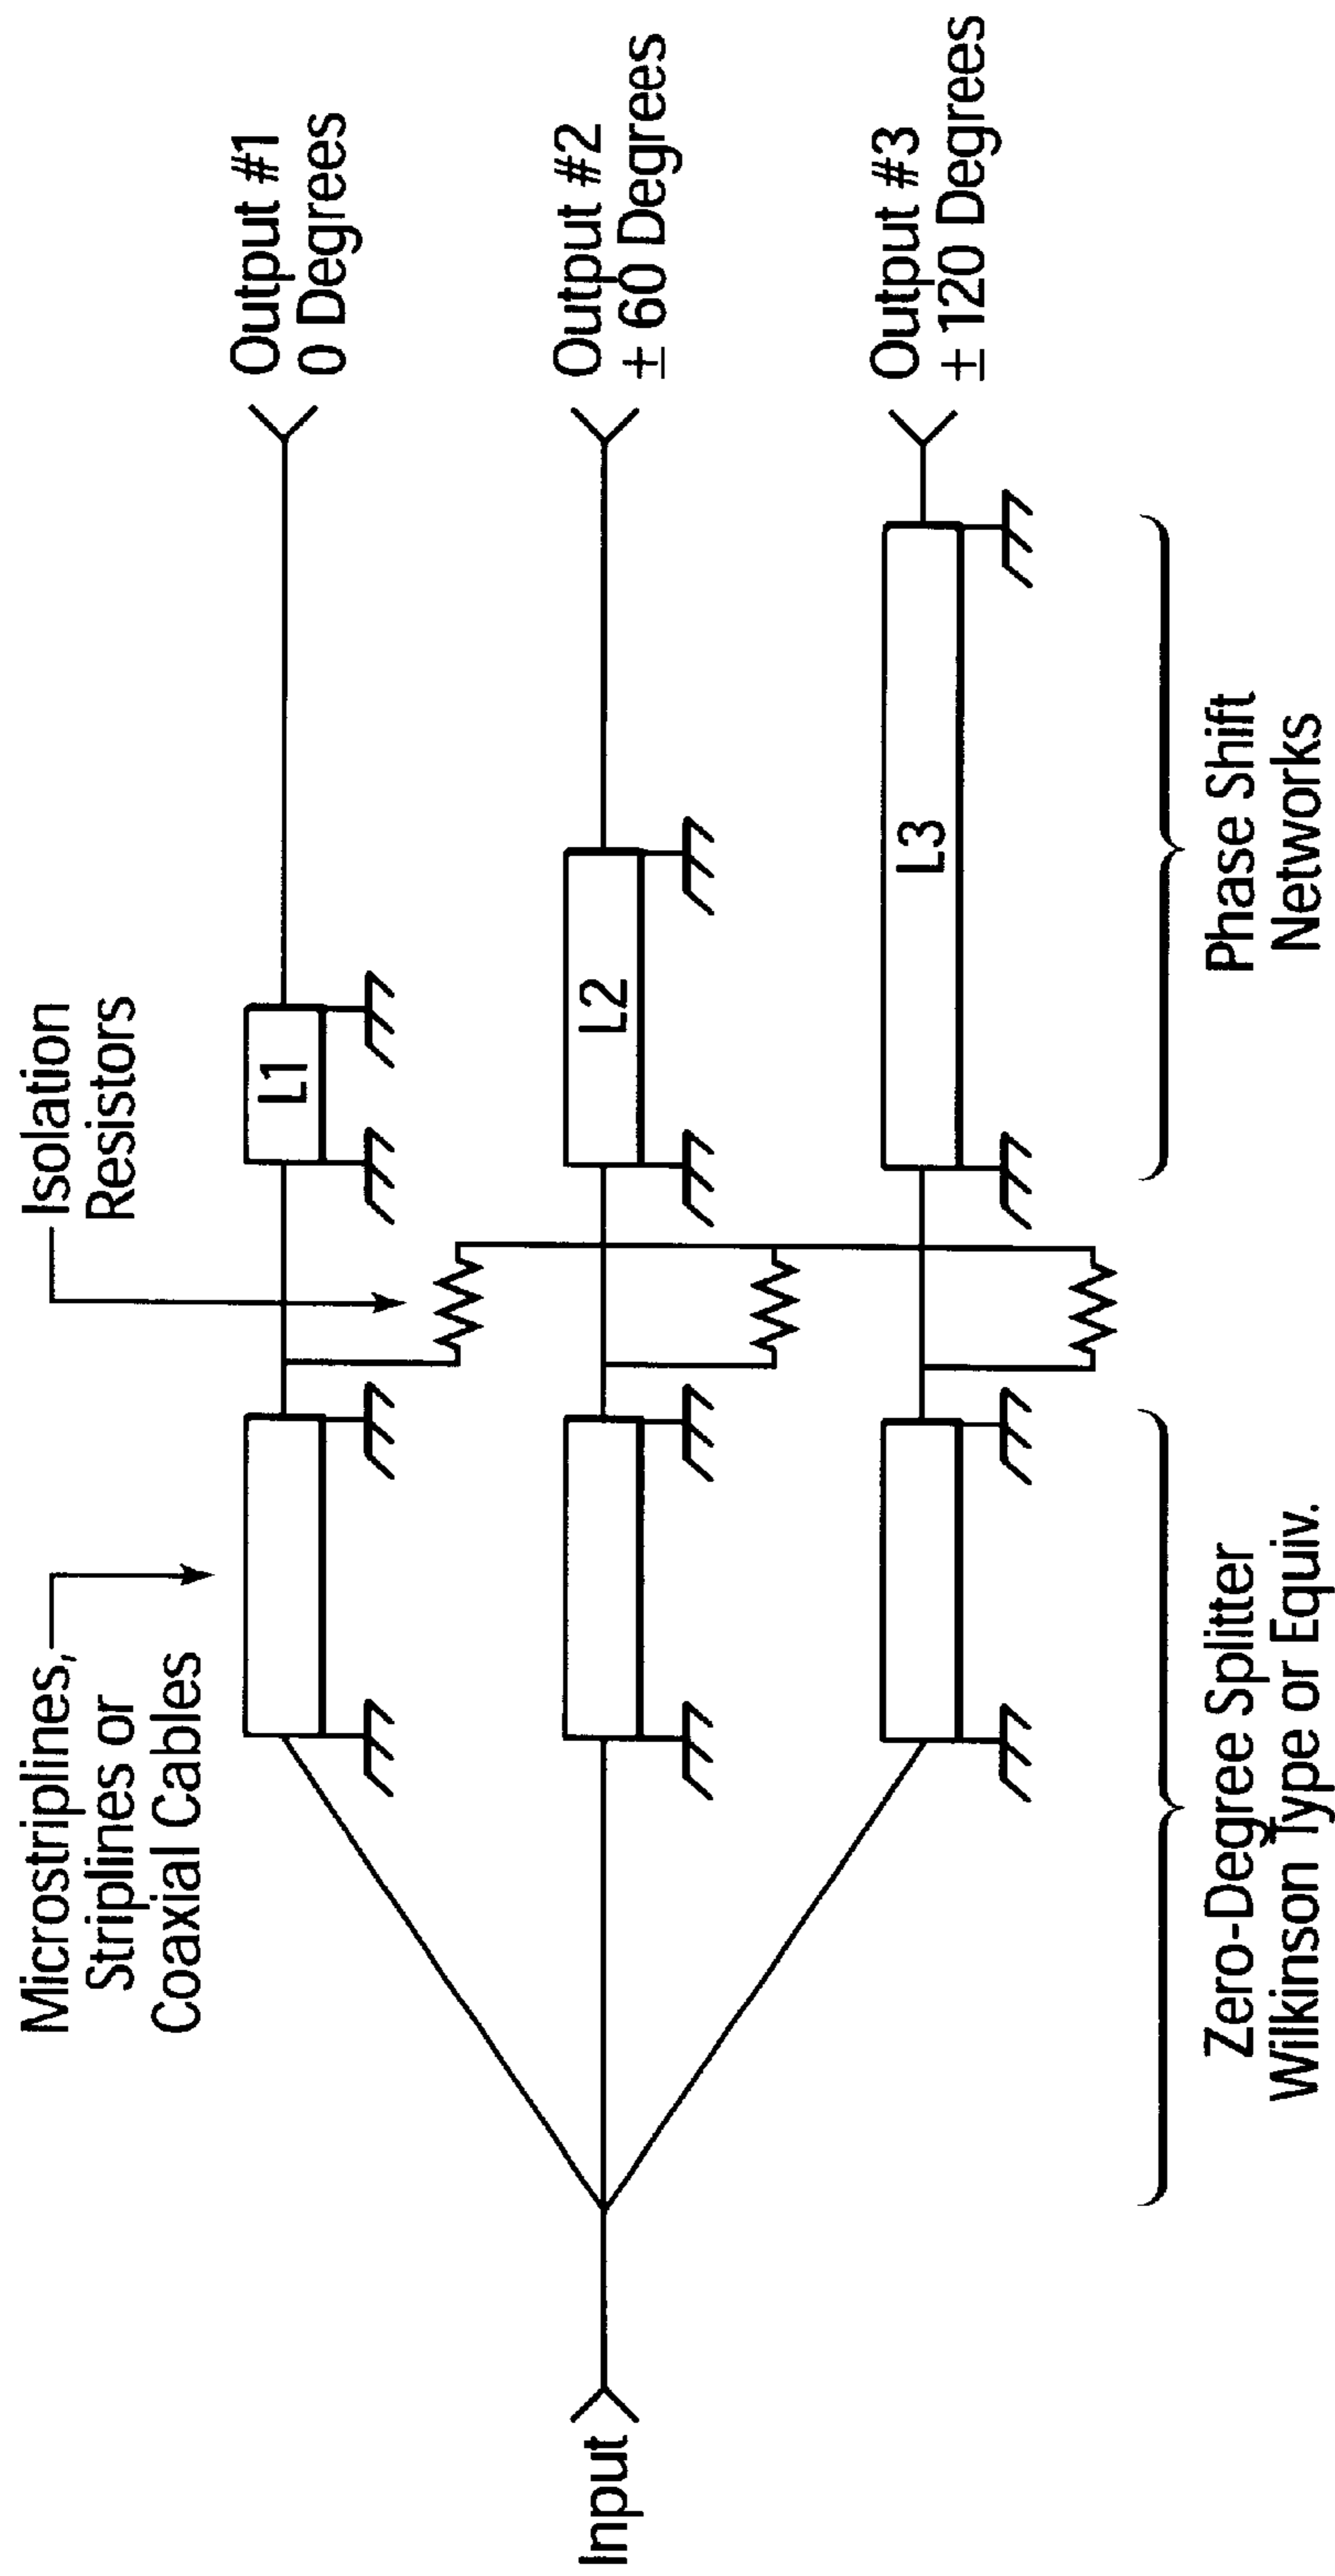 Microstriplines,
Striplines or
Coaxial Cables
Isolation
Resistors
Input
L1
Output #1
0 Degrees
L2
Output #2
± 60 Degrees
L3
Output #3
± 120 Degrees
Zero-Degree Splitter
Wilkinson Type or Equiv.
Phase Shift
Networks